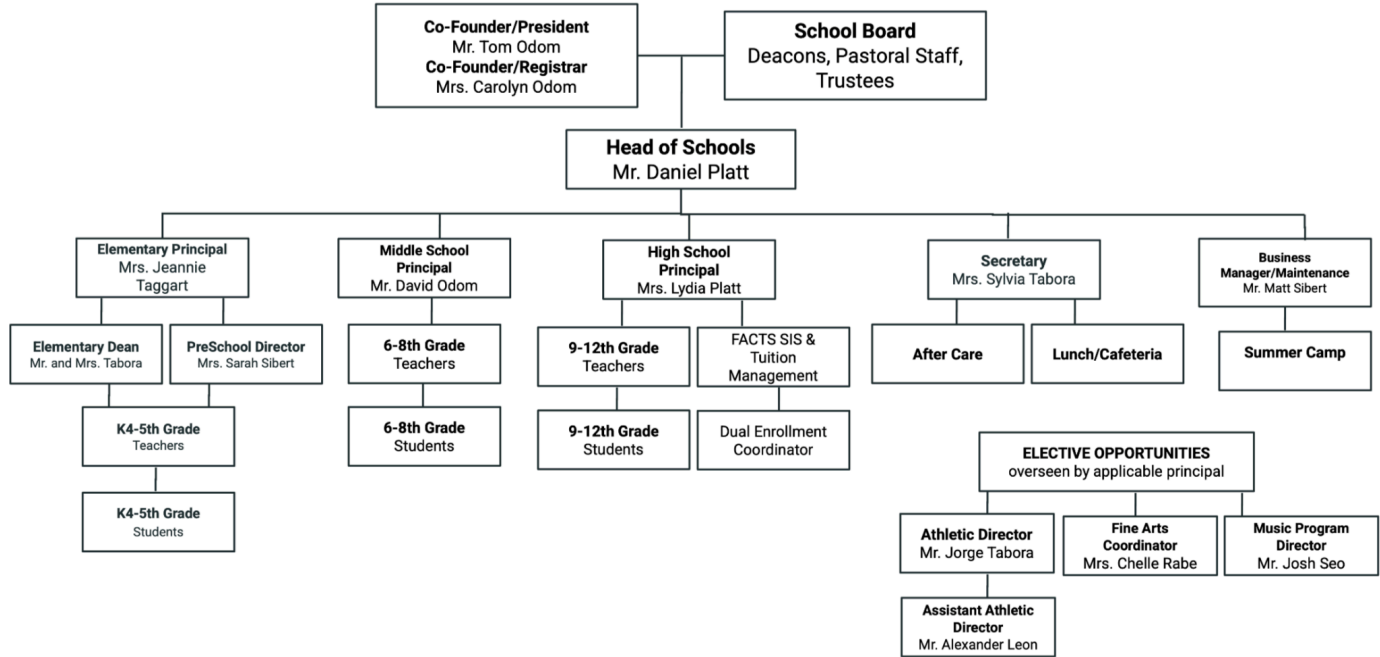 Co-Founder/President
Mr. Tom Odom
Co-Founder/Registrar
Mrs. Carolyn Odom
School Board
Deacons, Pastoral Staff,
Trustees
Head of Schools
Mr. Daniel Platt
Elementary Principal
Mrs. Jeannie
Taggart
Middle School
Principal
Mr. David Odom
High School
Principal
Mrs. Lydia Platt
Secretary
Mrs. Sylvia Tabora
Business
Manager/Maintenance
Mr. Matt Sibert
Elementary Dean
Mr. and Mrs. Tabora
PreSchool Director
Mrs. Sarah Sibert
6-8th Grade
Teachers
9-12th Grade
Teachers
FACTS SIS &
Tuition
Management
After Care
Lunch/Cafeteria
Summer Camp
K4-5th Grade
Teachers
6-8th Grade
Students
9-12th Grade
Students
Dual Enrollment
Coordinator
K4-5th Grade
Students
ELECTIVE OPPORTUNITIES
overseen by applicable principal
Athletic Director
Mr. Jorge Tabora
Fine Arts
Coordinator
Mrs. Chelle Rabe
Music Program
Director
Mr. Josh Seo
Assistant Athletic
Director
Mr. Alexander Leon